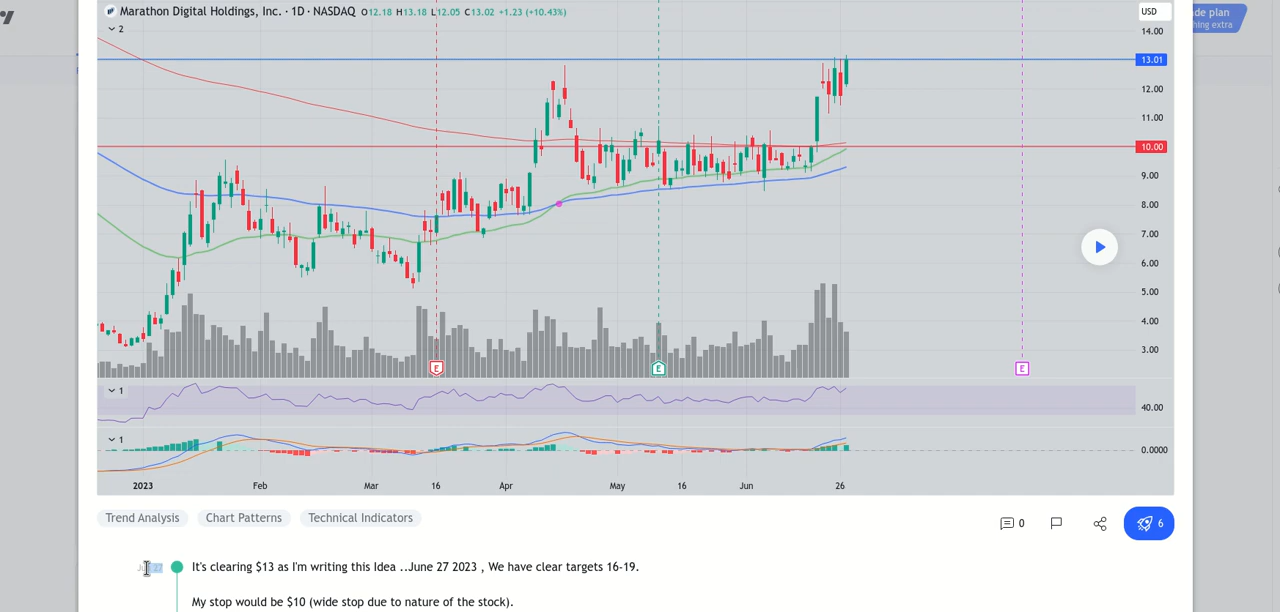 Marathon Digital Holdings, Inc. · 1D · NASDAQ O12.18 H13.18 L12.05 C13.02 +1.23 (+10.43%)
USD
de plan
hing extra
2
14.00
13.01
12.00
11.00
10.00
9.00
8.00
7.00
6.00
5.00
4.00
3.00
E E E
1
40.00
1
0.0000
2023 Feb Mar 16 Apr May 16 Jun 26
Trend Analysis Chart Patterns Technical Indicators
0
6
27 It's clearing $13 as I'm writing this Idea ..June 27 2023 , We have clear targets 16-19.
My stop would be $10 (wide stop due to nature of the stock).